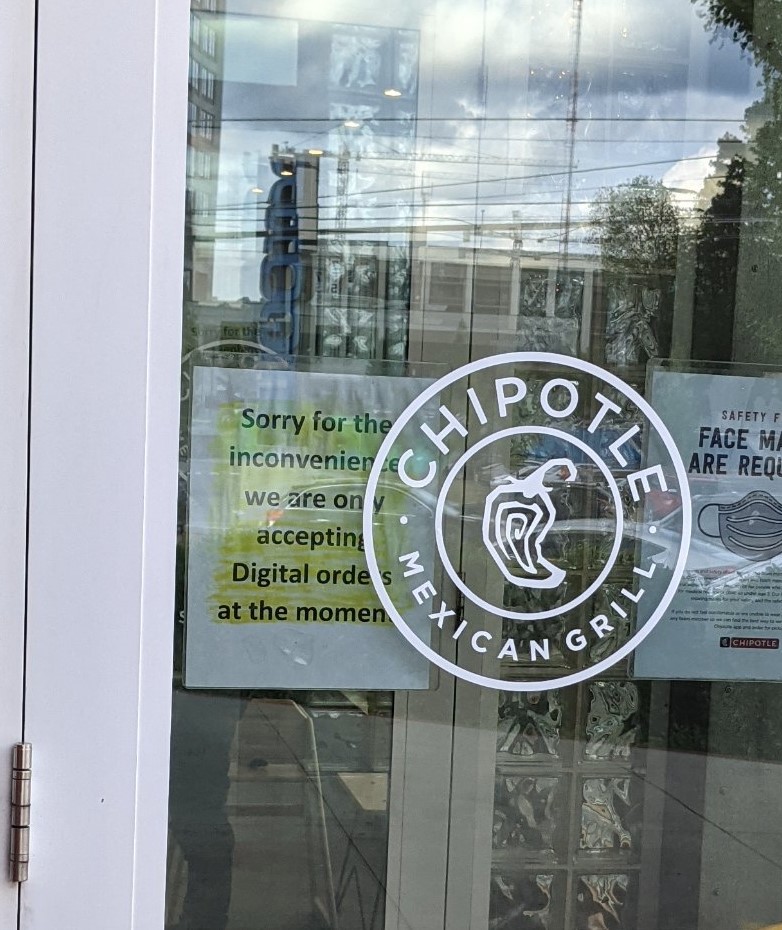 Sorry for the
inconvenience
we are only
accepting
Digital orders
at the moment
CHIPOTLE
MEXICAN GRILL
SAFETY F
FACE MA
ARE REQU
CHIPOTLE